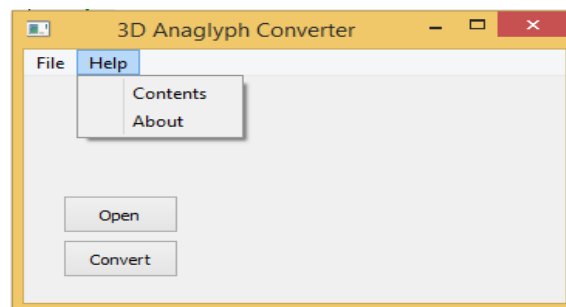 3D Anaglyph Converter
File Help
Contents
About
Open
Convert